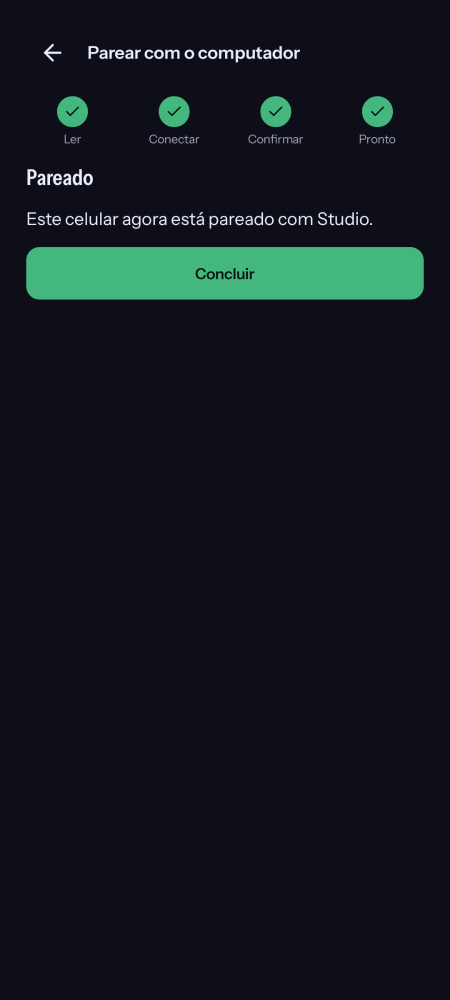 Parear com o computador
Ler
Conectar
Confirmar
Pronto
Pareado
Este celular agora está pareado com Studio.
Concluir